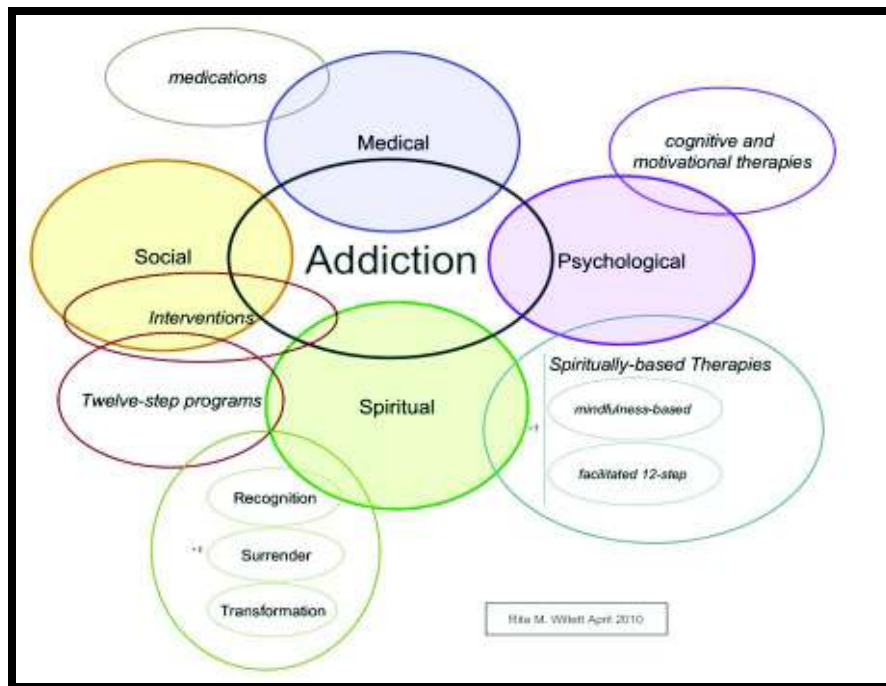 medications
Medical
cognitive and
motivational therapies
Social
Addiction
Psychological
Interventions
Spiritually-based Therapies
Twelve-step programs
Spiritual
mindfulness-based
facilitated 12-step
Recognition
Surrender
Transformation
Rita M. Willett April 2010